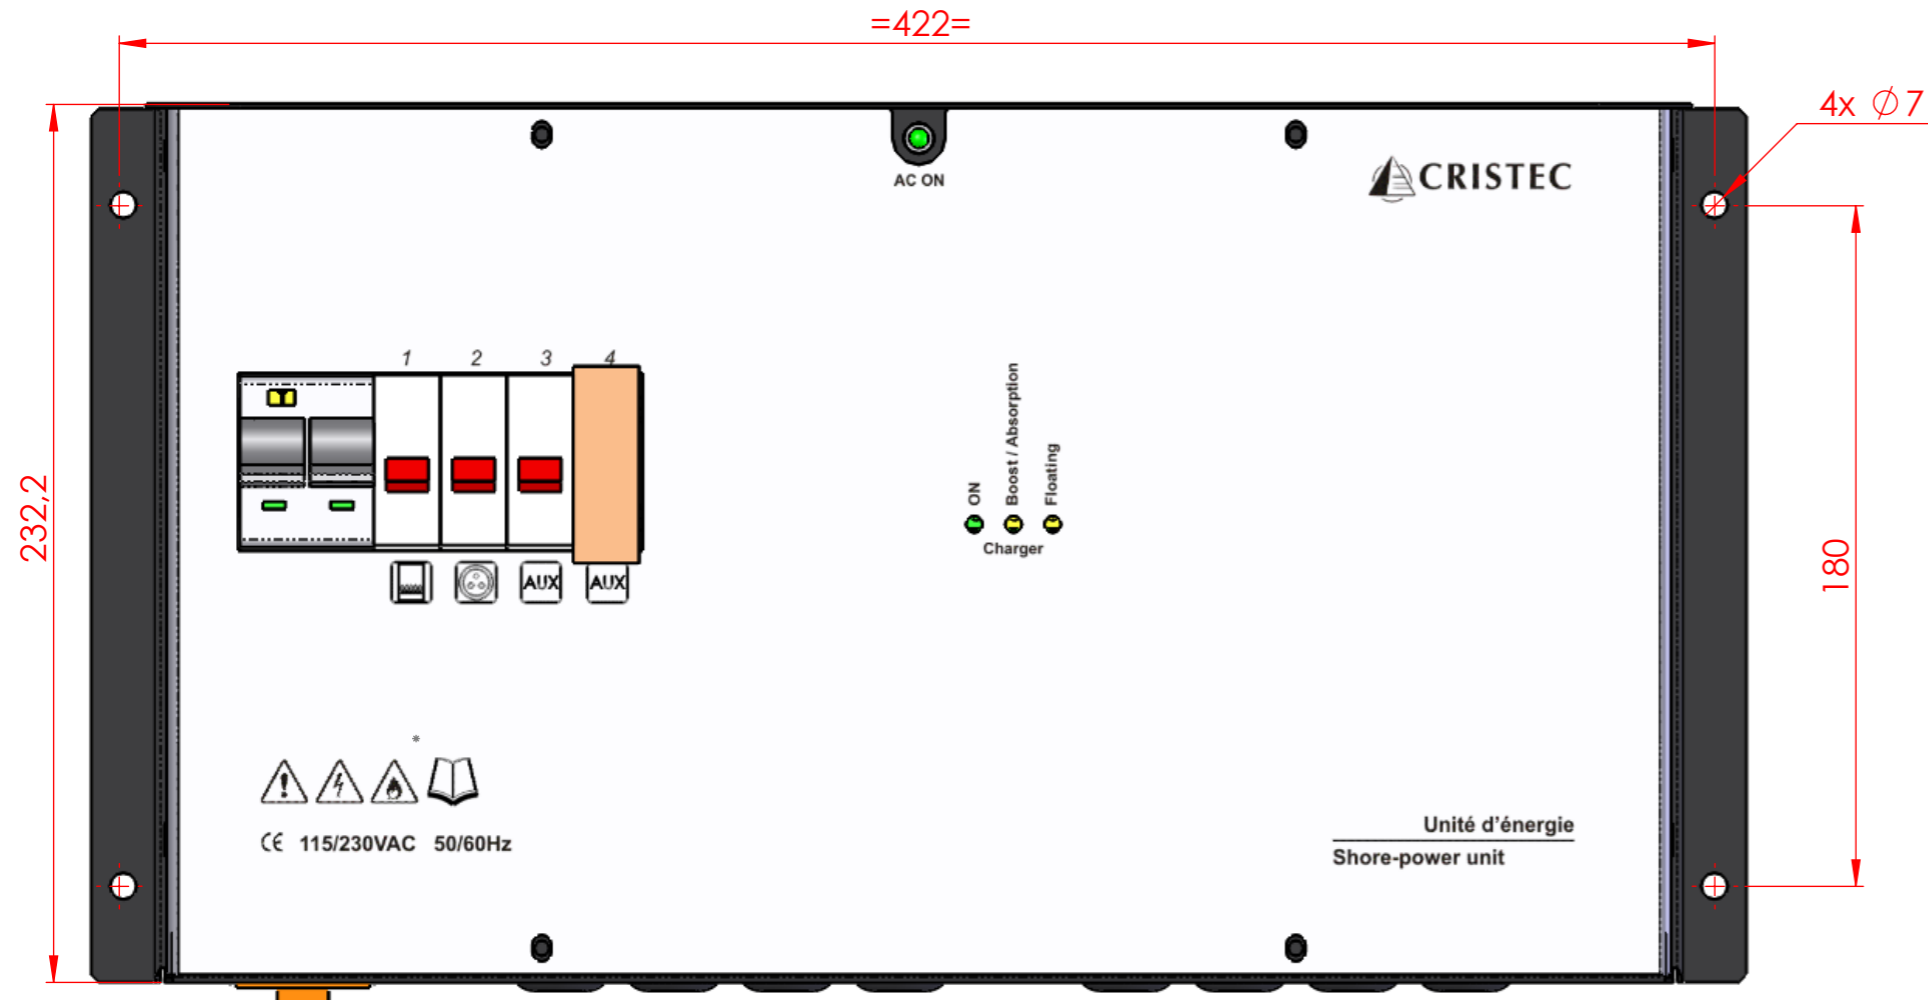 =422=
4x ∅7
AC ON
CRISTEC
1 2 3 4
232,2
ON
Boost / Absorption
Floating
Charger
180
AUX AUX
*
CE 115/230VAC 50/60Hz
Unité d'énergie
Shore-power unit